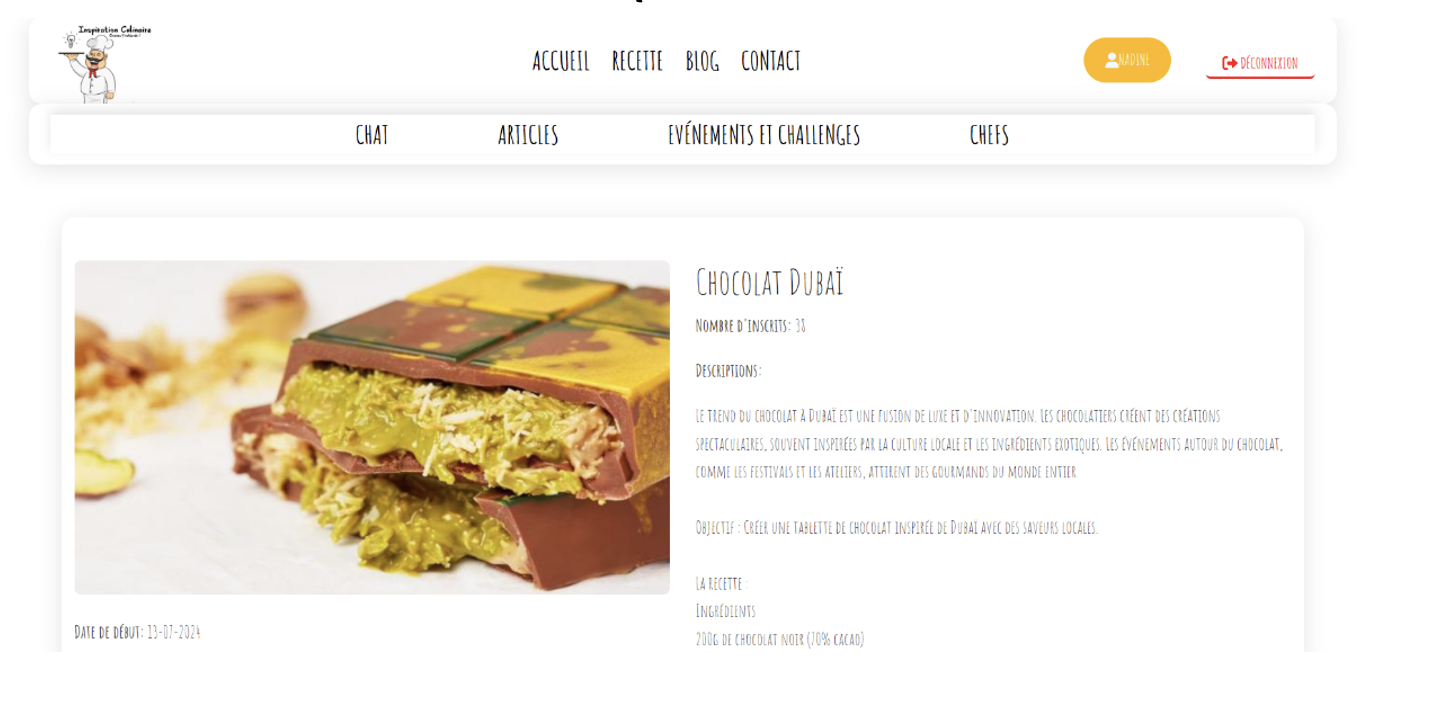 Inspiration Culinaire
ACCUEIL RECETTE BLOG CONTACT
NADINE
DÉCONNEXION
CHAT ARTICLES EVÉNEMENTS ET CHALLENGES CHEFS
CHOCOLAT DUBAÏ
NOMBRE D'INSCRITS: 38
DESCRIPTIONS:
LE TREND DU CHOCOLAT À DUBAÏ EST UNE FUSION DE LUXE ET D'INNOVATION. LES CHOCOLATIERS CRÉENT DES CRÉATIONS
SPECTACULAIRES, SOUVENT INSPIRÉES PAR LA CULTURE LOCALE ET LES INGRÉDIENTS EXOTIQUES. LES ÉVÉNEMENTS AUTOUR DU CHOCOLAT,
COMME LES FESTIVALS ET LES ATELIERS, ATTIRENT DES GOURMANDS DU MONDE ENTIER.
OBJECTIF : CRÉER UNE TABLETTE DE CHOCOLAT INSPIRÉE DE DUBAI AVEC DES SAVEURS LOCALES.
LA RECETTE :
INGRÉDIENTS
200G DE CHOCOLAT NOIR (70% CACAO)
DATE DE DÉBUT: 13-07-2024